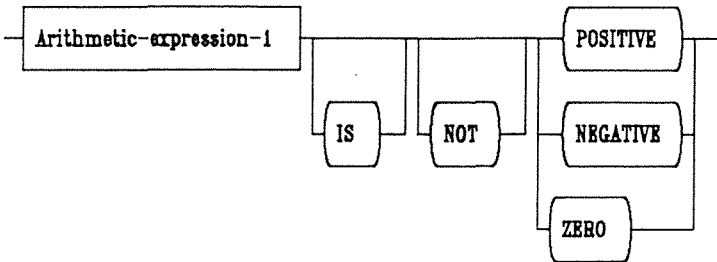 Arithmetic-expression-1
POSITIVE
IS
NOT
NEGATIVE
ZERO